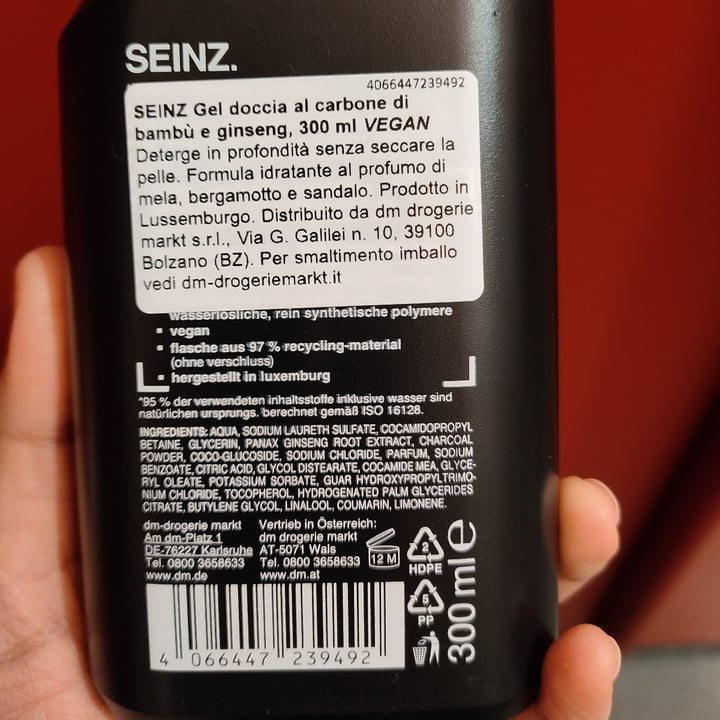 SEINZ.
4066447239492
SEINZ Gel doccia al carbone di
bambù e ginseng, 300 ml VEGAN
Deterge in profondità senza seccare la
pelle. Formula idratante al profumo di
mela, bergamotto e sandalo. Prodotto in
Lussemburgo. Distribuito da dm drogerie
markt s.r.l., Via G. Galilei n. 10, 39100
Bolzano (BZ). Per smaltimento imballo
vedi dm-drogeriemarkt.it
wasserlösliche, rein synthetische polymere
▪ vegan
▪ flasche aus 97 % recycling-material
(ohne verschluss)
▪ hergestellt in luxemburg
*95 % der verwendeten inhaltsstoffe inklusive wasser sind
natürlichen ursprungs. berechnet gemäß ISO 16128.
INGREDIENTS: AQUA, SODIUM LAURETH SULFATE, COCAMIDOPROPYL
BETAINE, GLYCERIN, PANAX GINSENG ROOT EXTRACT, CHARCOAL
POWDER, COCO-GLUCOSIDE, SODIUM CHLORIDE, PARFUM, SODIUM
BENZOATE, CITRIC ACID, GLYCOL DISTEARATE, COCAMIDE MEA, GLYCE-
RYL OLEATE, POTASSIUM SORBATE, GUAR HYDROXYPROPYLTRIMO-
NIUM CHLORIDE, TOCOPHEROL, HYDROGENATED PALM GLYCERIDES
CITRATE, BUTYLENE GLYCOL, LINALOOL, COUMARIN, LIMONENE.
dm-drogerie markt
Am dm-Platz 1
DE-76227 Karlsruhe
Tel. 0800 3658633
www.dm.de
Vertrieb in Österreich:
dm drogerie markt
AT-5071 Wals
Tel. 0800 3658633
www.dm.at
12 M
2
HDPE
5
PP
300 ml e
4 066447 239492